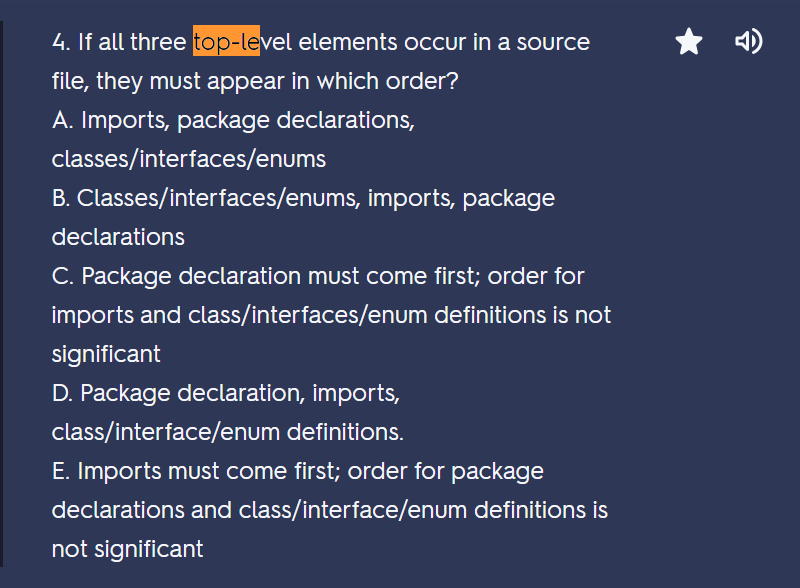 4. If all three top-level elements occur in a source
file, they must appear in which order?
A. Imports, package declarations,
classes/interfaces/enums
B. Classes/interfaces/enums, imports, package
declarations
C. Package declaration must come first; order for
imports and class/interfaces/enum definitions is not
significant
D. Package declaration, imports,
class/interface/enum definitions.
E. Imports must come first; order for package
declarations and class/interface/enum definitions is
not significant